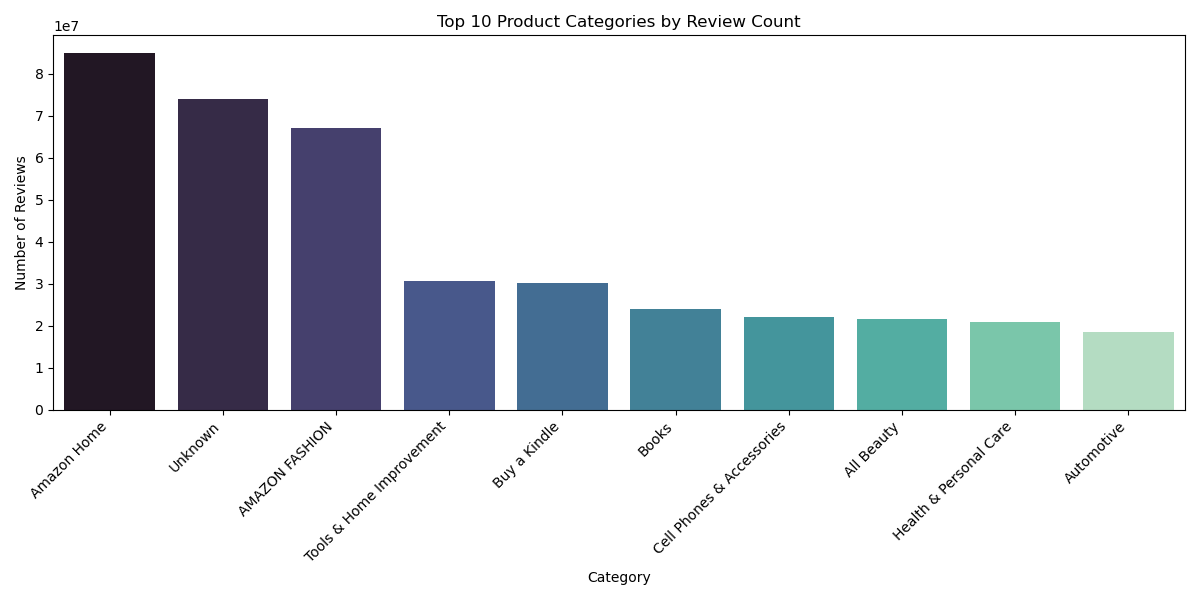 Top 10 Product Categories by Review Count
1e7
Number of Reviews
8
7
6
5
4
3
2
1
0
Amazon Home
Unknown
AMAZON FASHION
Tools & Home Improvement
Buy a Kindle
Books
Cell Phones & Accessories
All Beauty
Health & Personal Care
Automotive
Category